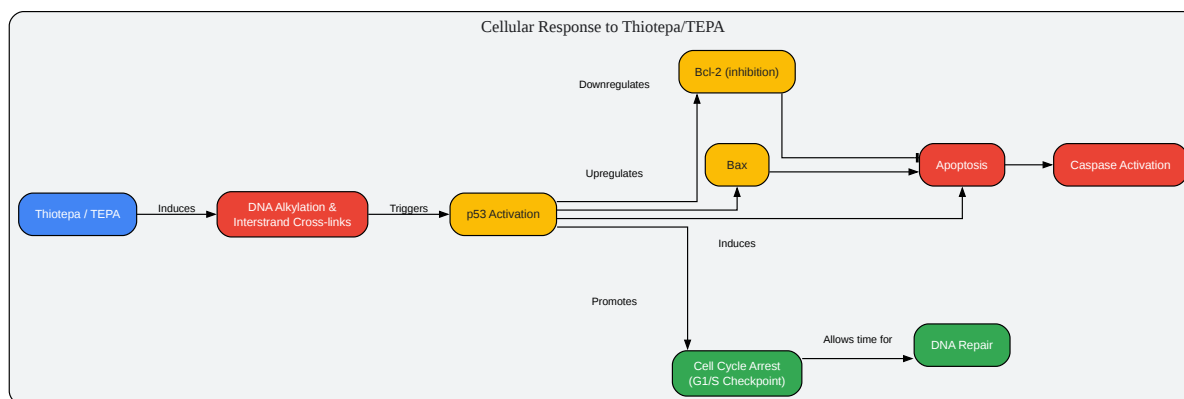 Cellular Response to Thiotepa/TEPA
Bcl-2 (inhibition)
Downregulates
Bax
Apoptosis
Caspase Activation
Upregulates
Thiotepa / TEPA
Induces
DNA Alkylation &
Interstrand Cross-links
Triggers
p53 Activation
Induces
Promotes
Allows time for
DNA Repair
Cell Cycle Arrest
(G1/S Checkpoint)